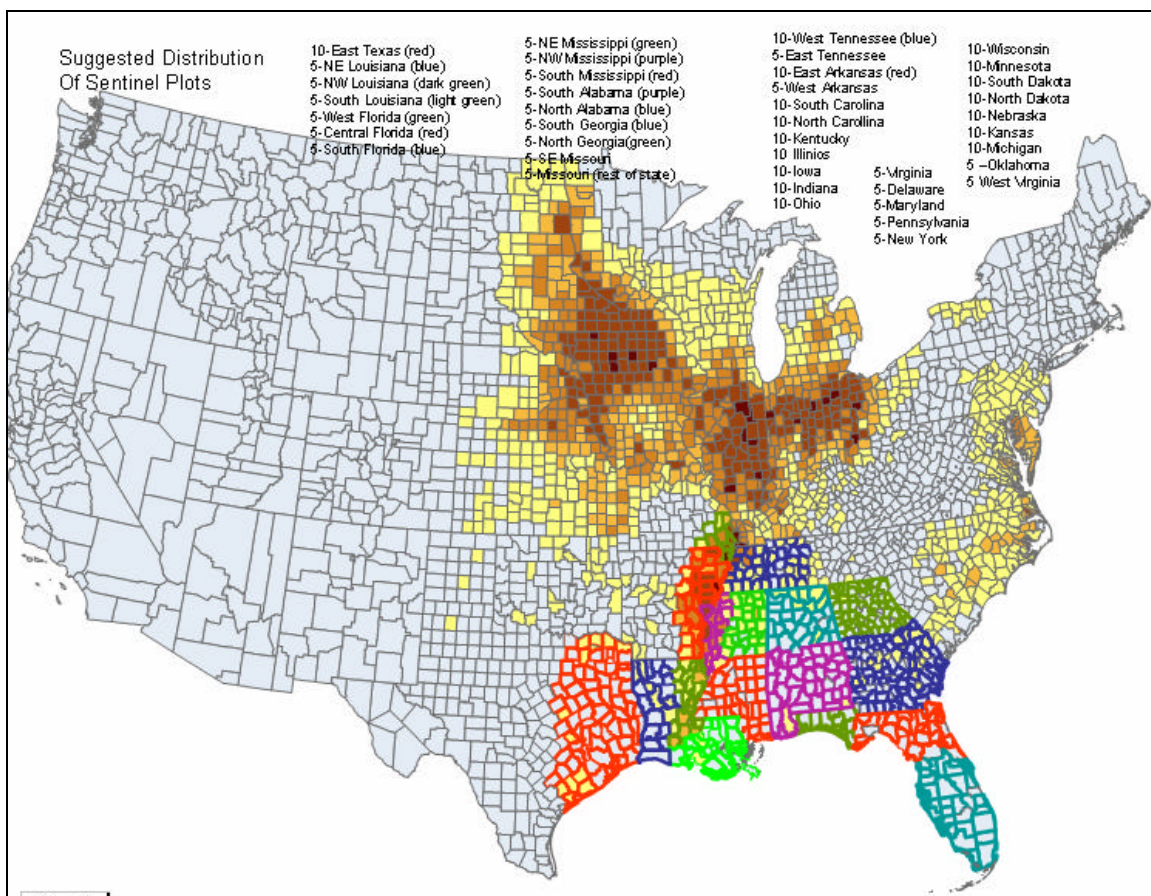 Suggested Distribution
Of Sentinel Plots
10-East Texas (red)
5-NE Louisiana (blue)
5-NW Louisiana (dark green)
5-South Louisiana (light green)
5-West Florida (green)
5-Central Florida (red)
5-South Florida (blue)
5-NE Mississippi (green)
5-NW Mississippi (purple)
5-South Mississippi (red)
5-South Alabama (purple)
5-North Alabama (blue)
5-South Georgia (blue)
5-North Georgia(green)
5-SE Missouri
5-Missouri (rest of state)
10-West Tennessee (blue)
5-East Tennessee
10-East Arkansas (red)
5-West Arkansas
10-South Carolina
10-North Carollina
10-Kentucky
10 Illinios
10-Iowa
10-Indiana
10-Ohio
5-Virginia
5-Delaware
5-Maryland
5-Pennsylvania
5-New York
10-Wisconsin
10-Minnesota
10-South Dakota
10-North Dakota
10-Nebraska
10-Kansas
10-Michigan
5 –Oklahoma
5 West Virginia